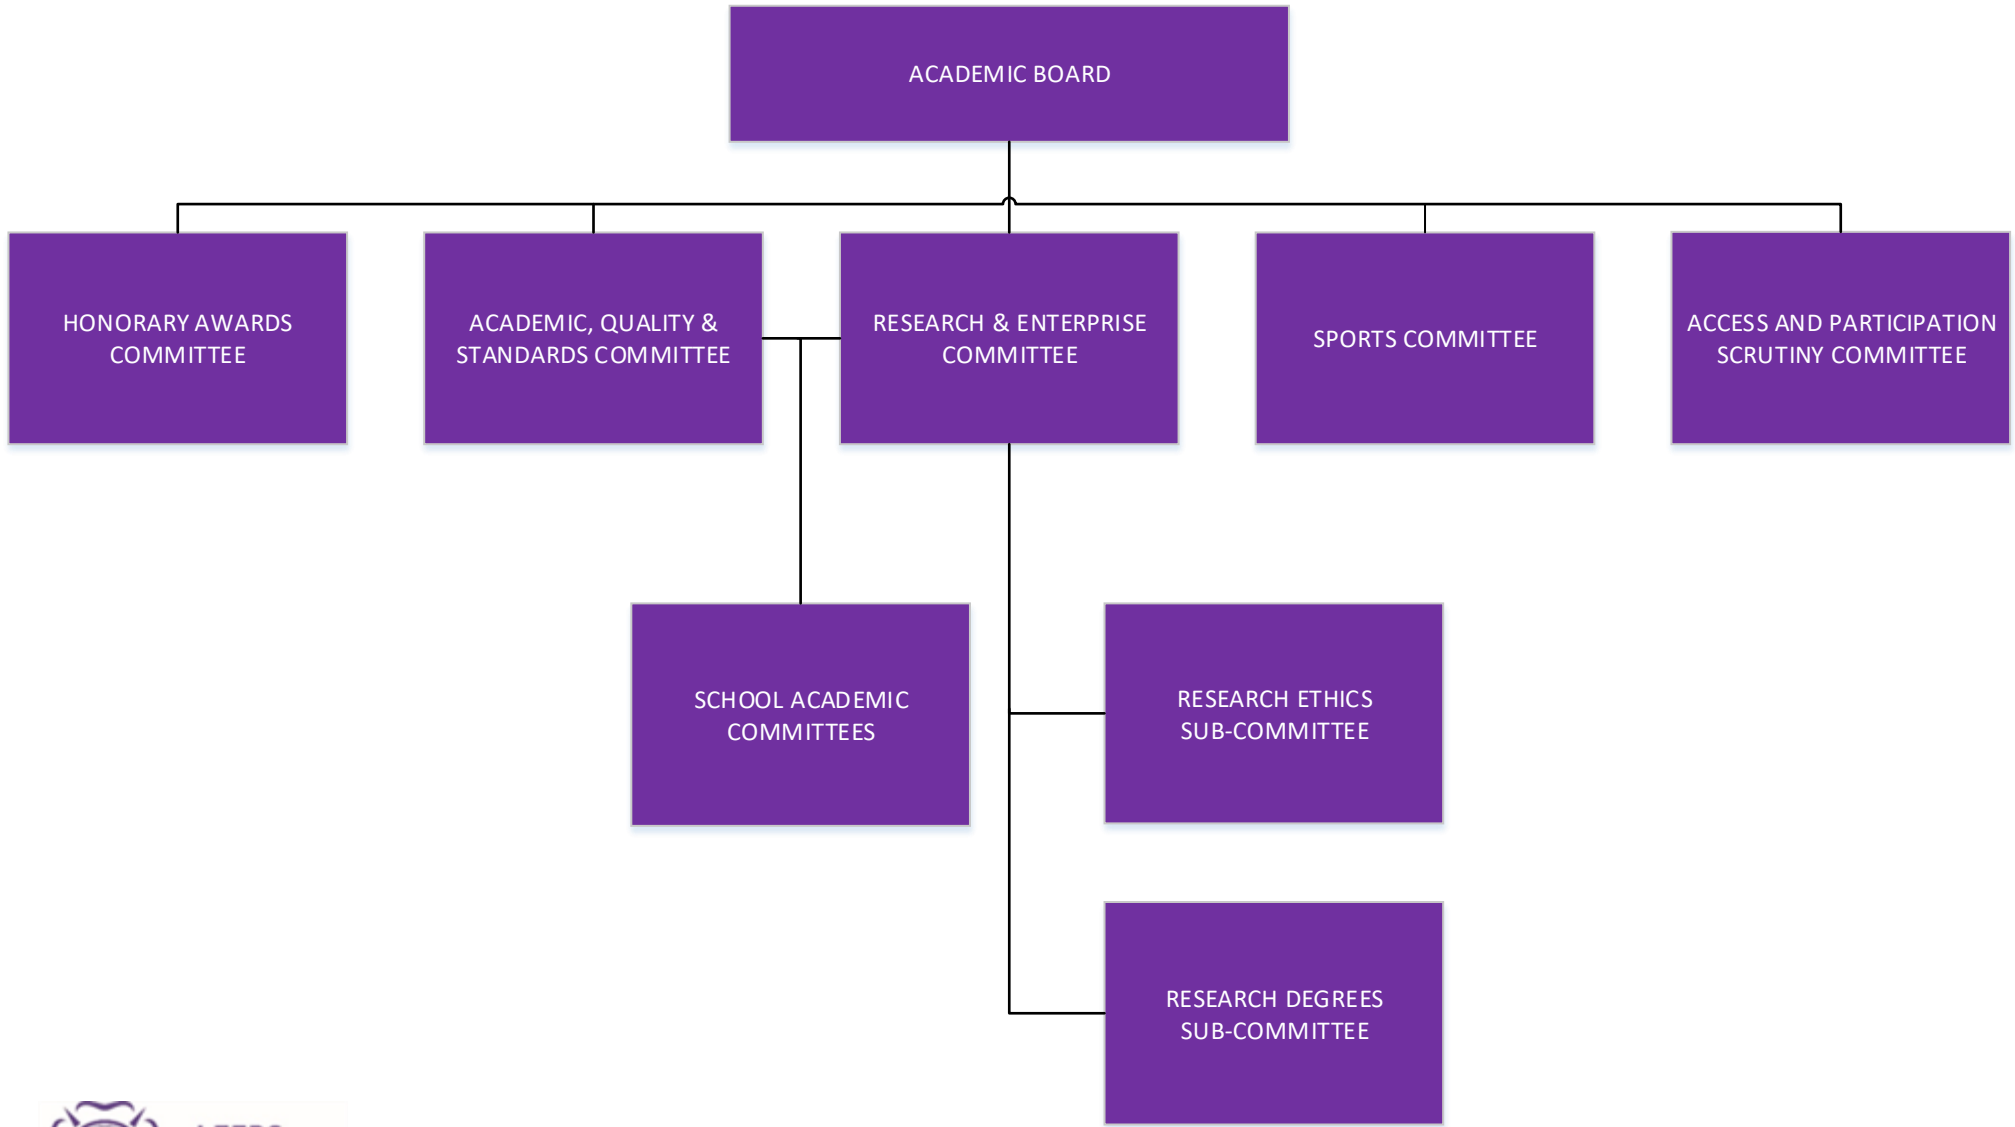 ACADEMIC BOARD
HONORARY AWARDS
COMMITTEE
ACADEMIC, QUALITY &
STANDARDS COMMITTEE
RESEARCH & ENTERPRISE
COMMITTEE
SPORTS COMMITTEE
ACCESS AND PARTICIPATION
SCRUTINY COMMITTEE
SCHOOL ACADEMIC
COMMITTEES
RESEARCH ETHICS
SUB-COMMITTEE
RESEARCH DEGREES
SUB-COMMITTEE